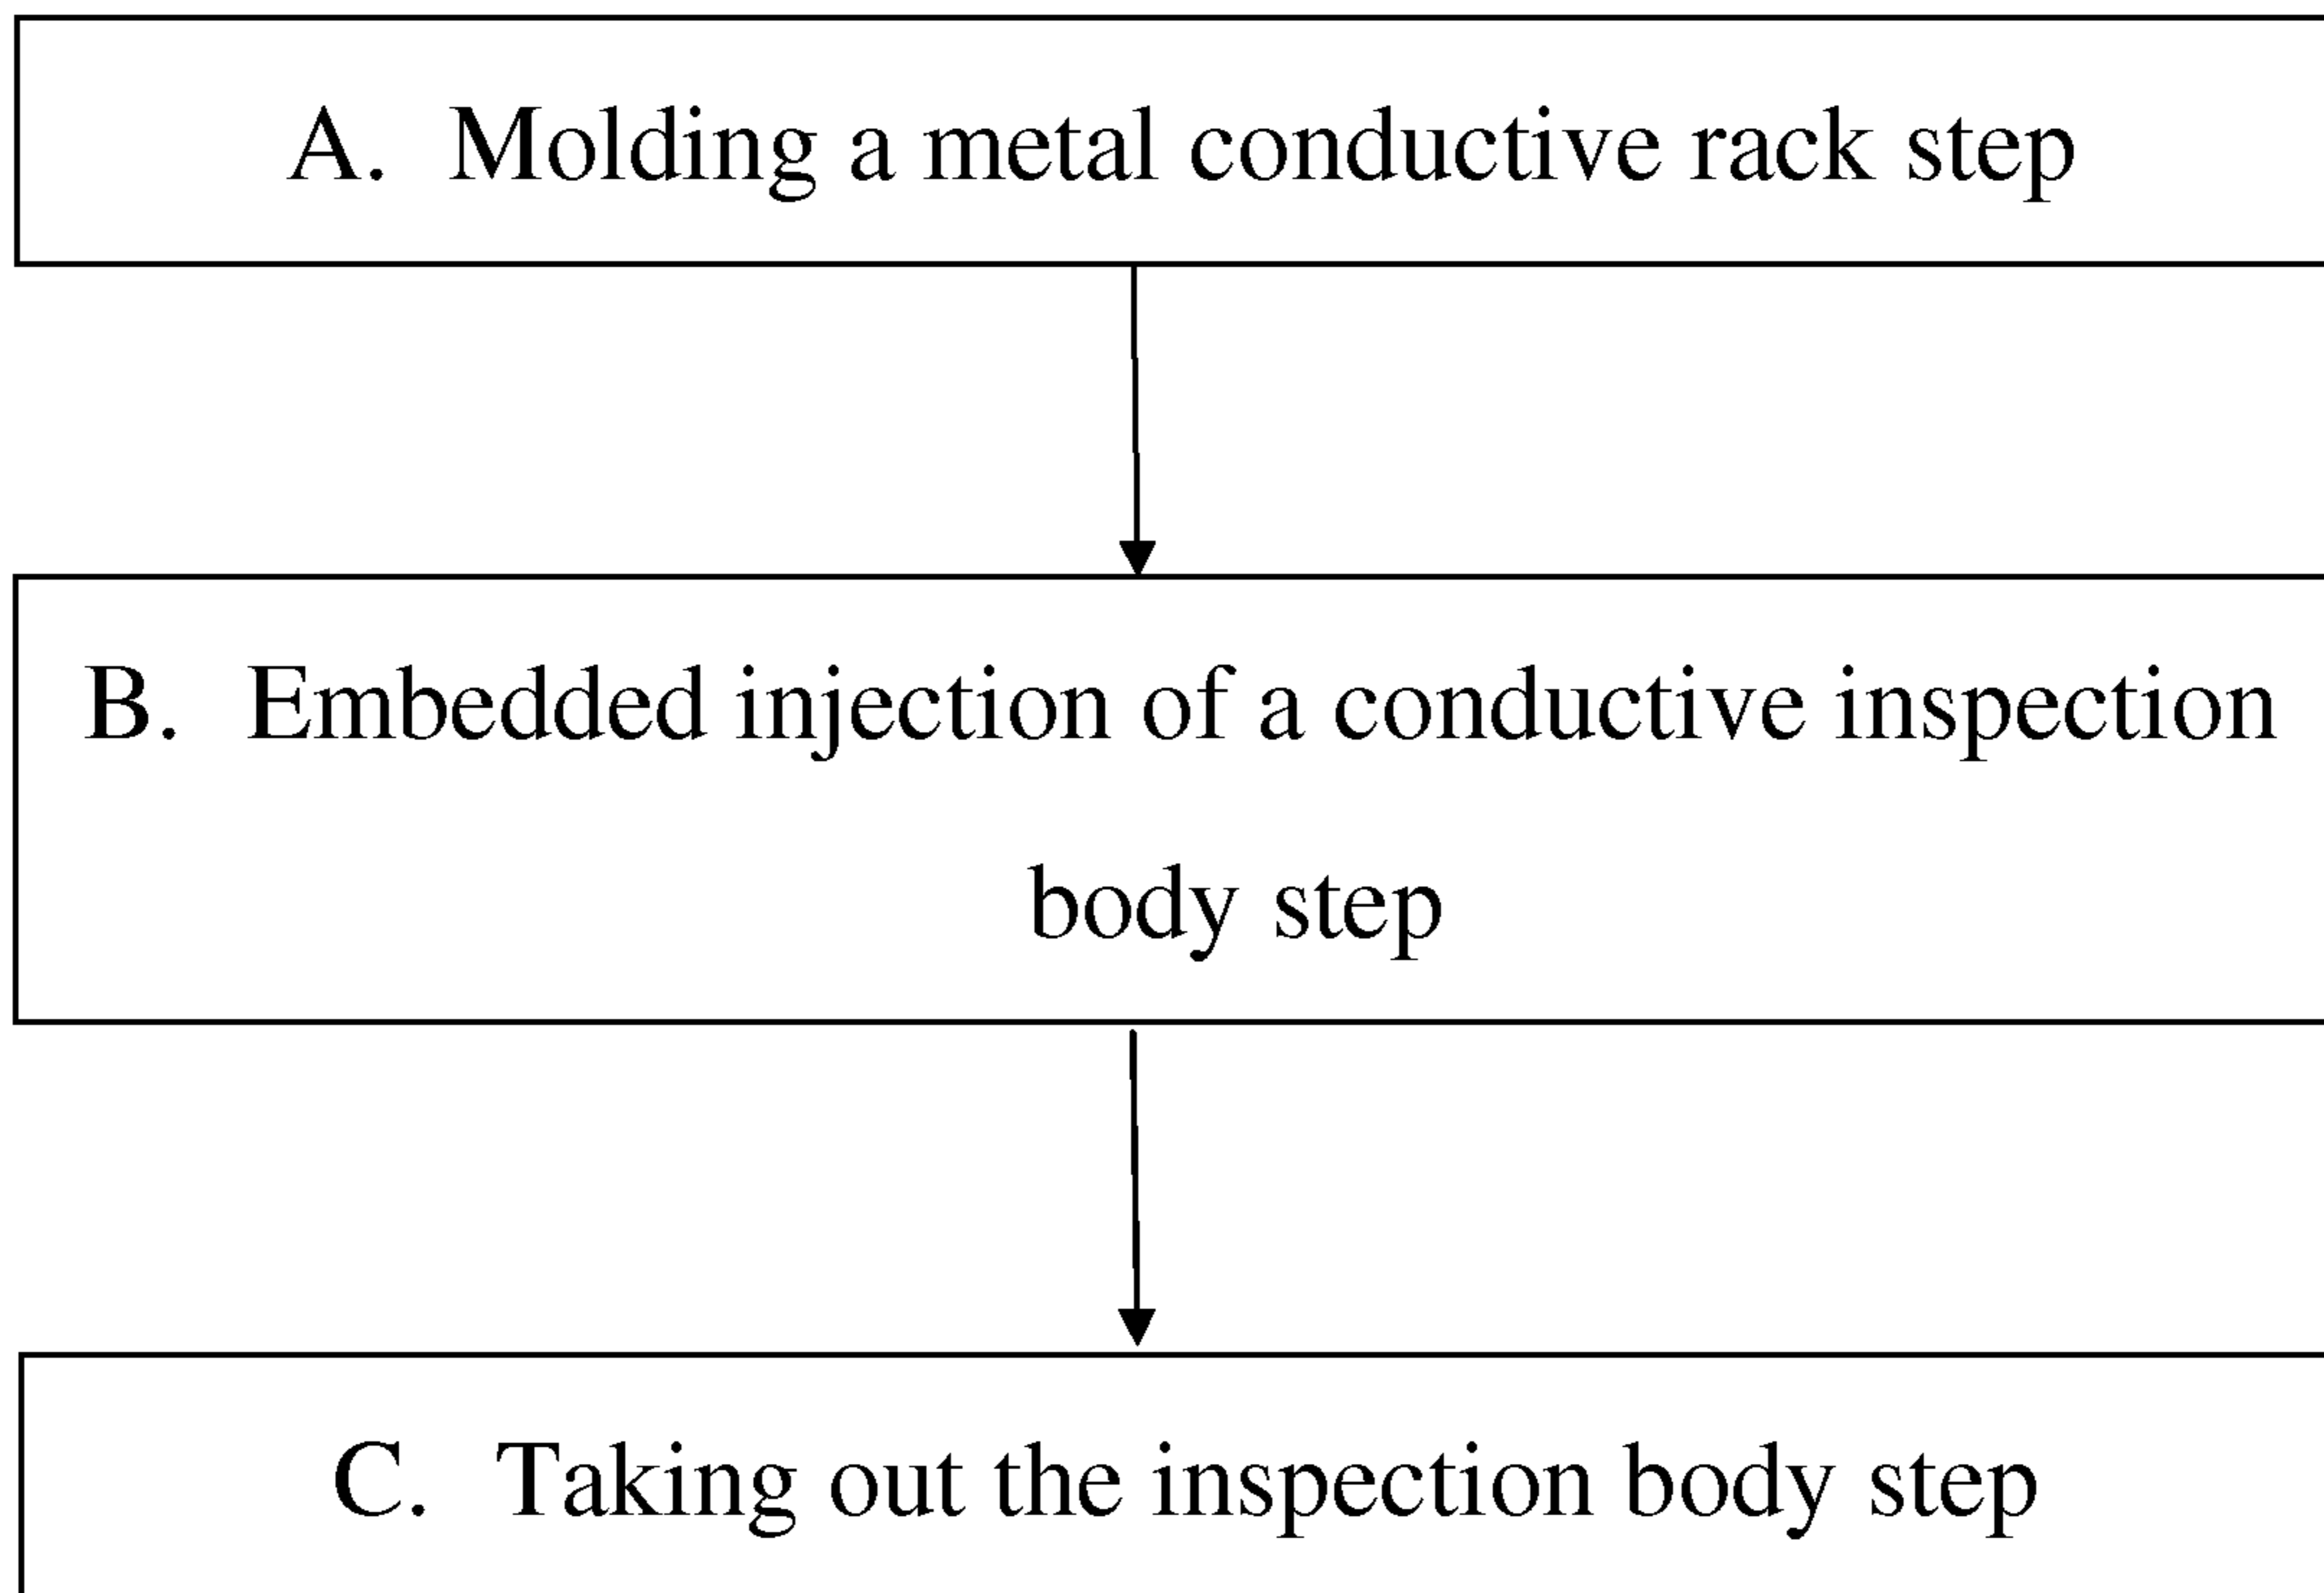 A. Molding a metal conductive rack step
B. Embedded injection of a conductive inspection
body step
C. Taking out the inspection body step